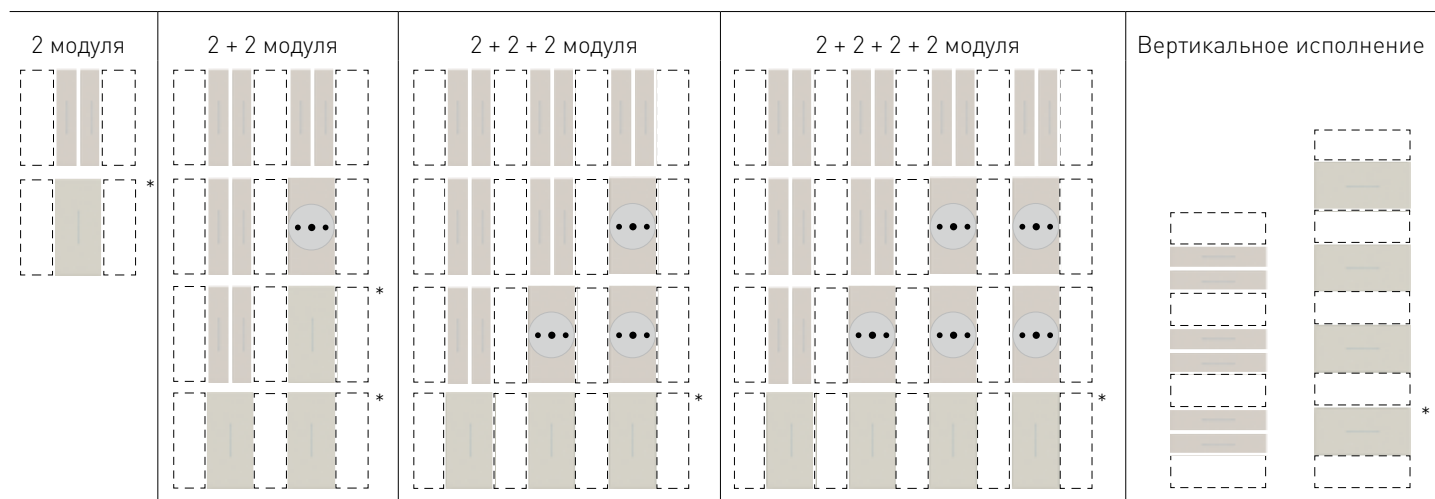 2 модуля
2 + 2 модуля
2 + 2 + 2 модуля
2 + 2 + 2 + 2 модуля
Вертикальное исполнение
*
*
*
*
*
*